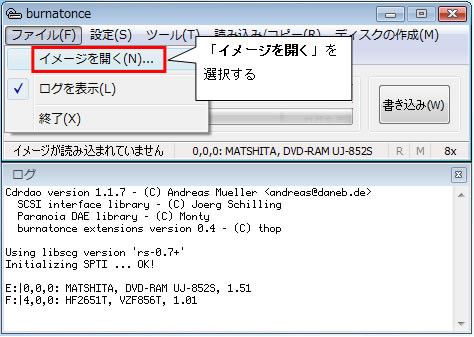 burnatonce
ファイル(F) 設定(S) ツール(T) 読み込み/コピー(R) ディスクの作成(M)
イメージを開く(N)...
「イメージを開く」を
選択する
ログを表示(L)
書き込み(W)
終了(X)
イメージが読み込まれていません 0,0,0: MATSHITA, DVD-RAM UJ-852S R M 8x
ログ
Cdrdao version 1.1.7 - (C) Andreas Mueller <andreas@daneb.de>
SCSI interface library - (C) Joerg Schilling
Paranoia DAE library - (C) Monty
burnatonce extensions version 0.4 - (C) thop
Using libscg version 'rs-0.7+'
Initializing SPTI ... OK!
E:|0,0,0: MATSHITA, DVD-RAM UJ-852S, 1.51
F:|4,0,0: HF2651T, VZF856T, 1.01